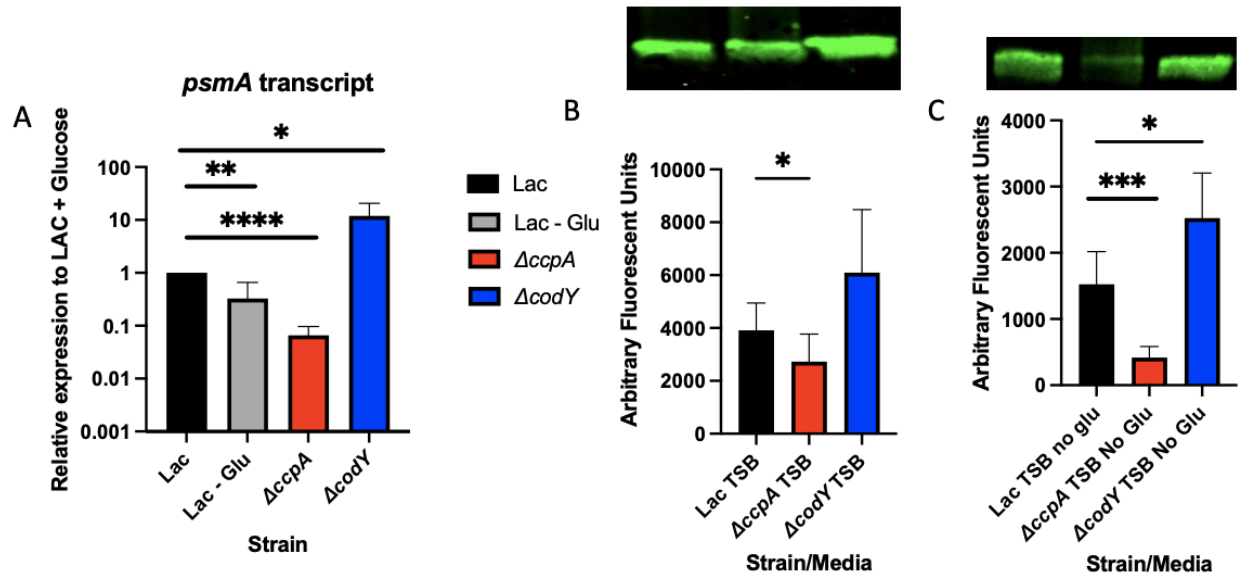 A
psmA transcript
Relative expression to LAC + Glucose
100
10
1
0.1
0.01
0.001
*
**
****
Lac
Lac - Glu
ΔccpA
ΔcodY
Strain
Lac
Lac - Glu
ΔccpA
ΔcodY
B
Arbitrary Fluorescent Units
10000
8000
6000
4000
2000
0
*
Lac TSB
ΔccpA TSB
ΔcodY TSB
Strain/Media
C
Arbitrary Fluorescent Units
4000
3000
2000
1000
0
*
***
Lac TSB no glu
ΔccpA TSB No Glu
ΔcodY TSB No Glu
Strain/Media